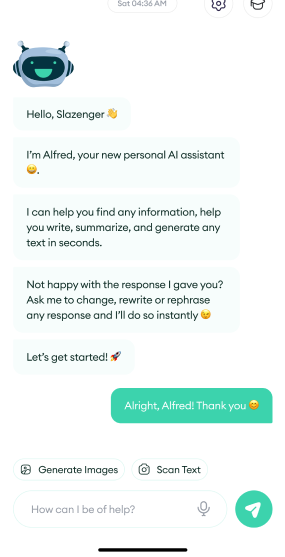 Sat 04:36 AM
Hello, Slazenger 👋
I'm Alfred, your new personal AI assistant
😄.
I can help you find any information, help
you write, summarize, and generate any
text in seconds.
Not happy with the response I gave you?
Ask me to change, rewrite or rephrase
any response and I'll do so instantly 😉
Let's get started! 🚀
Alright, Alfred! Thank you 😊
Generate Images
Scan Text
How can I be of help?